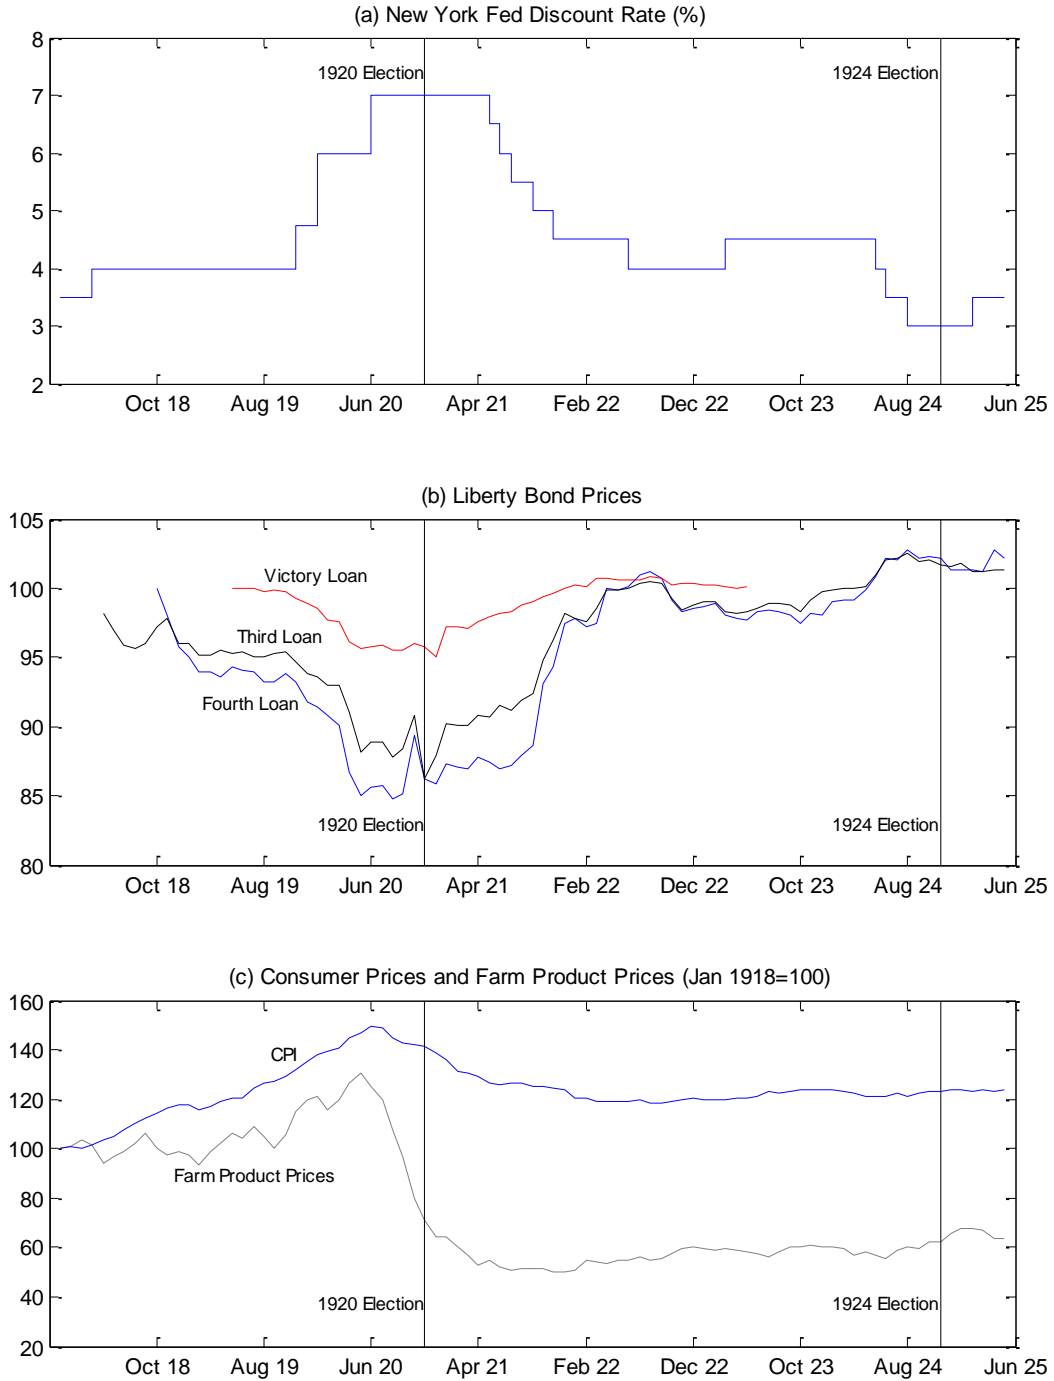 (a) New York Fed Discount Rate (%)
8
1920 Election
1924 Election
7
6
5
4
3
2
Oct 18 Aug 19 Jun 20 Apr 21 Feb 22 Dec 22 Oct 23 Aug 24 Jun 25
(b) Liberty Bond Prices
105
Victory Loan
100
Third Loan
95
Fourth Loan
90
85
1920 Election
1924 Election
80
Oct 18 Aug 19 Jun 20 Apr 21 Feb 22 Dec 22 Oct 23 Aug 24 Jun 25
(c) Consumer Prices and Farm Product Prices (Jan 1918=100)
160
140
CPI
120
100
Farm Product Prices
80
60
40
1920 Election
1924 Election
20
Oct 18 Aug 19 Jun 20 Apr 21 Feb 22 Dec 22 Oct 23 Aug 24 Jun 25